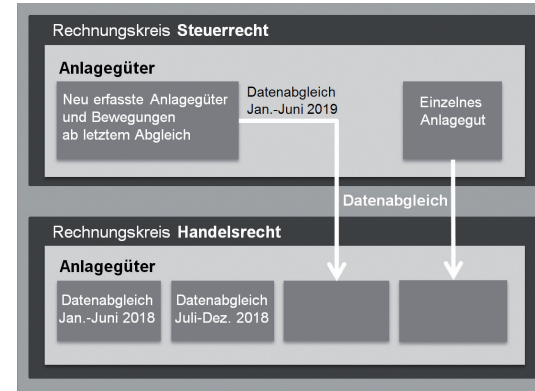 Rechnungskreis Steuerrecht
Anlagegüter
Neu erfasste Anlagegüter
und Bewegungen
ab letztem Abgleich
Datenabgleich
Jan.-Juni 2019
Einzelnes
Anlagegut
Datenabgleich
Rechnungskreis Handelsrecht
Anlagegüter
Datenabgleich
Jan.-Juni 2018
Datenabgleich
Juli-Dez. 2018